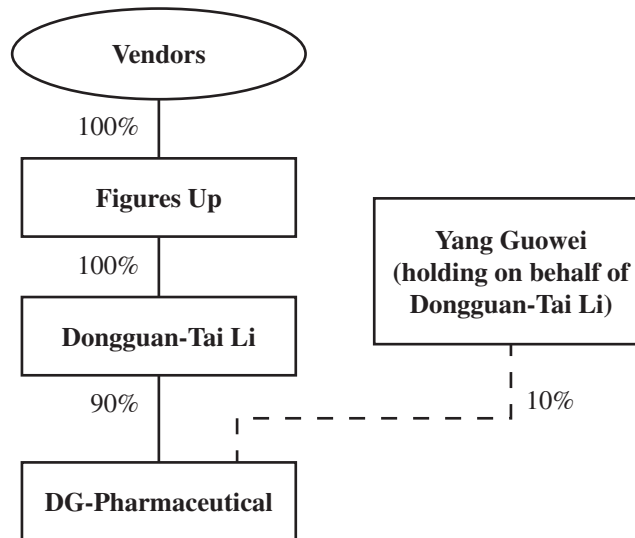 Vendors
100%
Figures Up
100%
Dongguan-Tai Li
90%
Yang Guowei
(holding on behalf of
Dongguan-Tai Li)
10%
DG-Pharmaceutical